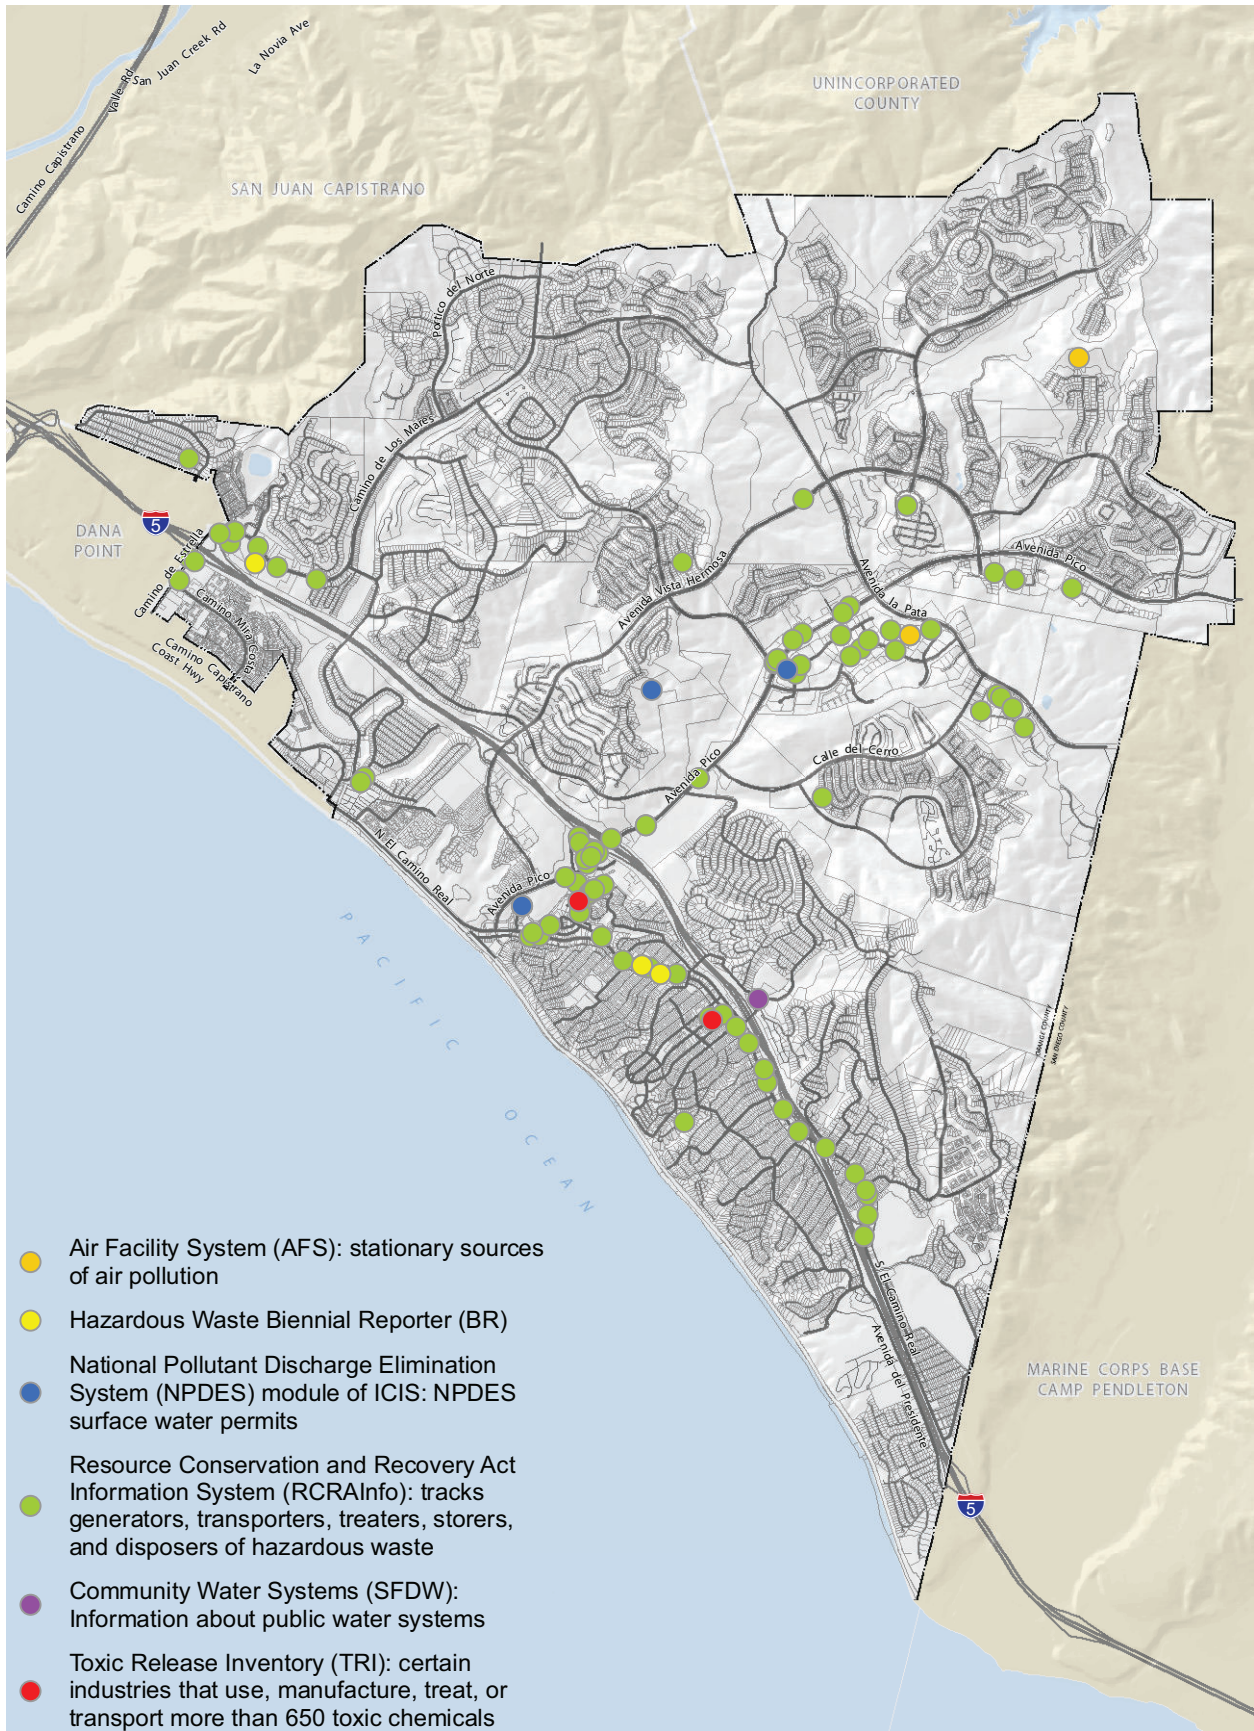 San Juan Creek Rd
La Novia Ave
Valle Rd
Camino Capistrano
UNINCORPORATED
COUNTY
SAN JUAN CAPISTRANO
Portico del Norte
Camino de Los Mares
5
DANA
POINT
Camino de Estrella
Camino Mira Costa
Camino Capistrano
Coast Hwy
Avenida Vista Hermosa
Avenida la Pata
Avenida Pico
Calle del Cerro
Avenida Pico
N El Camino Real
Avenida Pico
PACIFIC OCEAN
ORANGE COUNTY
SAN DIEGO COUNTY
S El Camino Real
Avenida del Presidente
MARINE CORPS BASE
CAMP PENDLETON
5
Air Facility System (AFS): stationary sources
of air pollution
Hazardous Waste Biennial Reporter (BR)
National Pollutant Discharge Elimination
System (NPDES) module of ICIS: NPDES
surface water permits
Resource Conservation and Recovery Act
Information System (RCRAInfo): tracks
generators, transporters, treaters, storers,
and disposers of hazardous waste
Community Water Systems (SFDW):
Information about public water systems
Toxic Release Inventory (TRI): certain
industries that use, manufacture, treat, or
transport more than 650 toxic chemicals